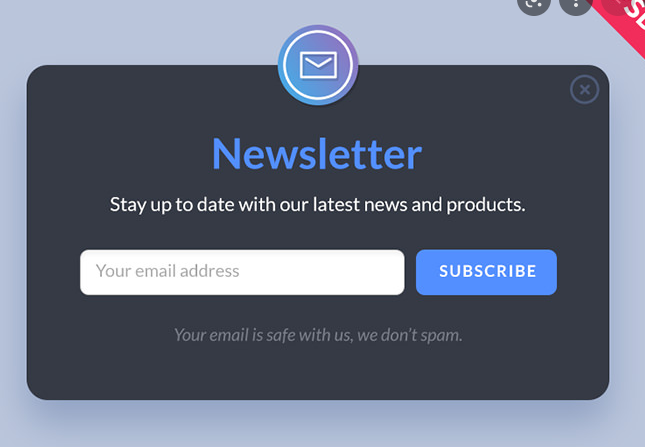 Newsletter
Stay up to date with our latest news and products.
Your email address
SUBSCRIBE
Your email is safe with us, we don't spam.